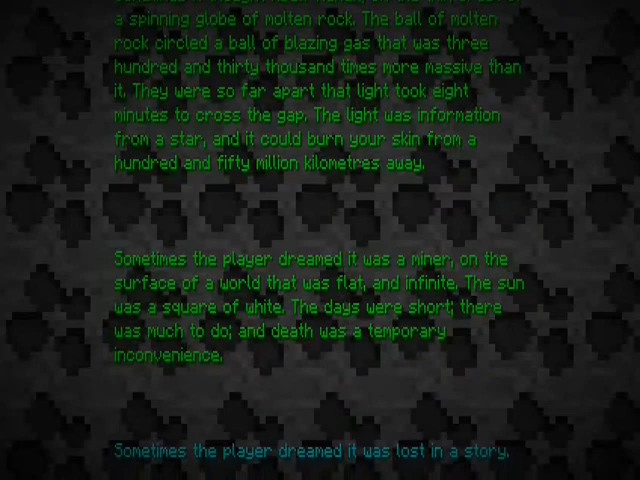 a spinning globe of molten rock. The ball of molten
rock circled a ball of blazing gas that was three
hundred and thirty thousand times more massive than
it. They were so far apart that light took eight
minutes to cross the gap. The light was information
from a star, and it could burn your skin from a
hundred and fifty million kilometres away.
Sometimes the player dreamed it was a miner, on the
surface of a world that was flat, and infinite. The sun
was a square of white. The days were short; there
was much to do; and death was a temporary
inconvenience.
Sometimes the player dreamed it was lost in a story.